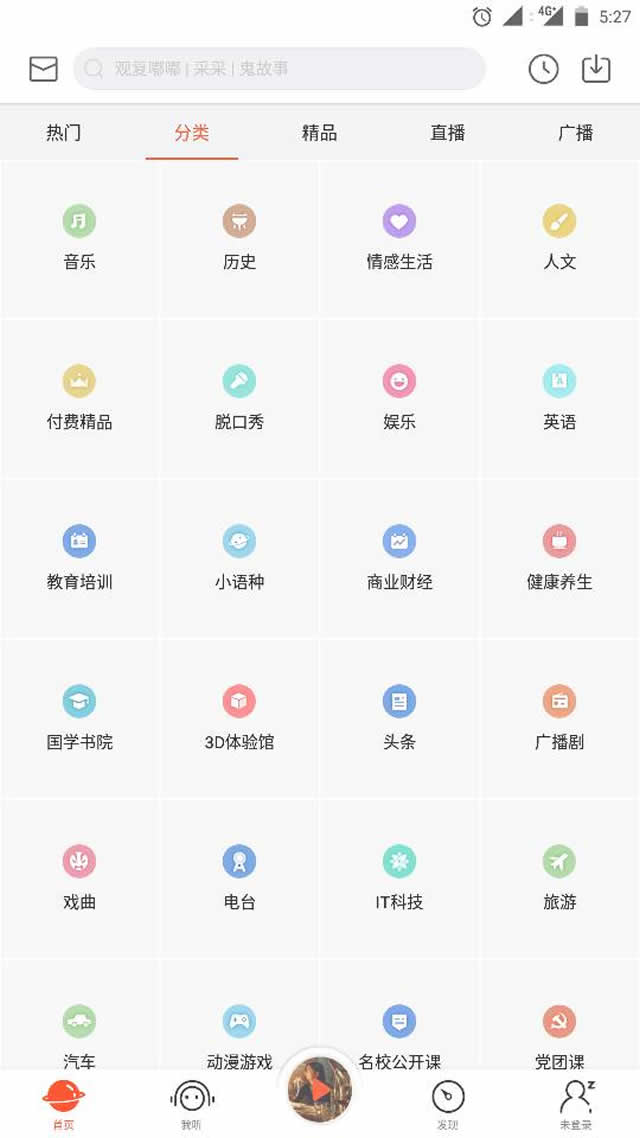 4G+ 5:27
观复嘟嘟 | 采采 | 鬼故事
热门 分类 精品 直播 广播
音乐 历史 情感生活 人文
付费精品 脱口秀 娱乐 英语
教育培训 小语种 商业财经 健康养生
国学书院 3D体验馆 头条 广播剧
戏曲 电台 IT科技 旅游
汽车 动漫游戏 名校公开课 党团课
首页 我听 发现 未登录